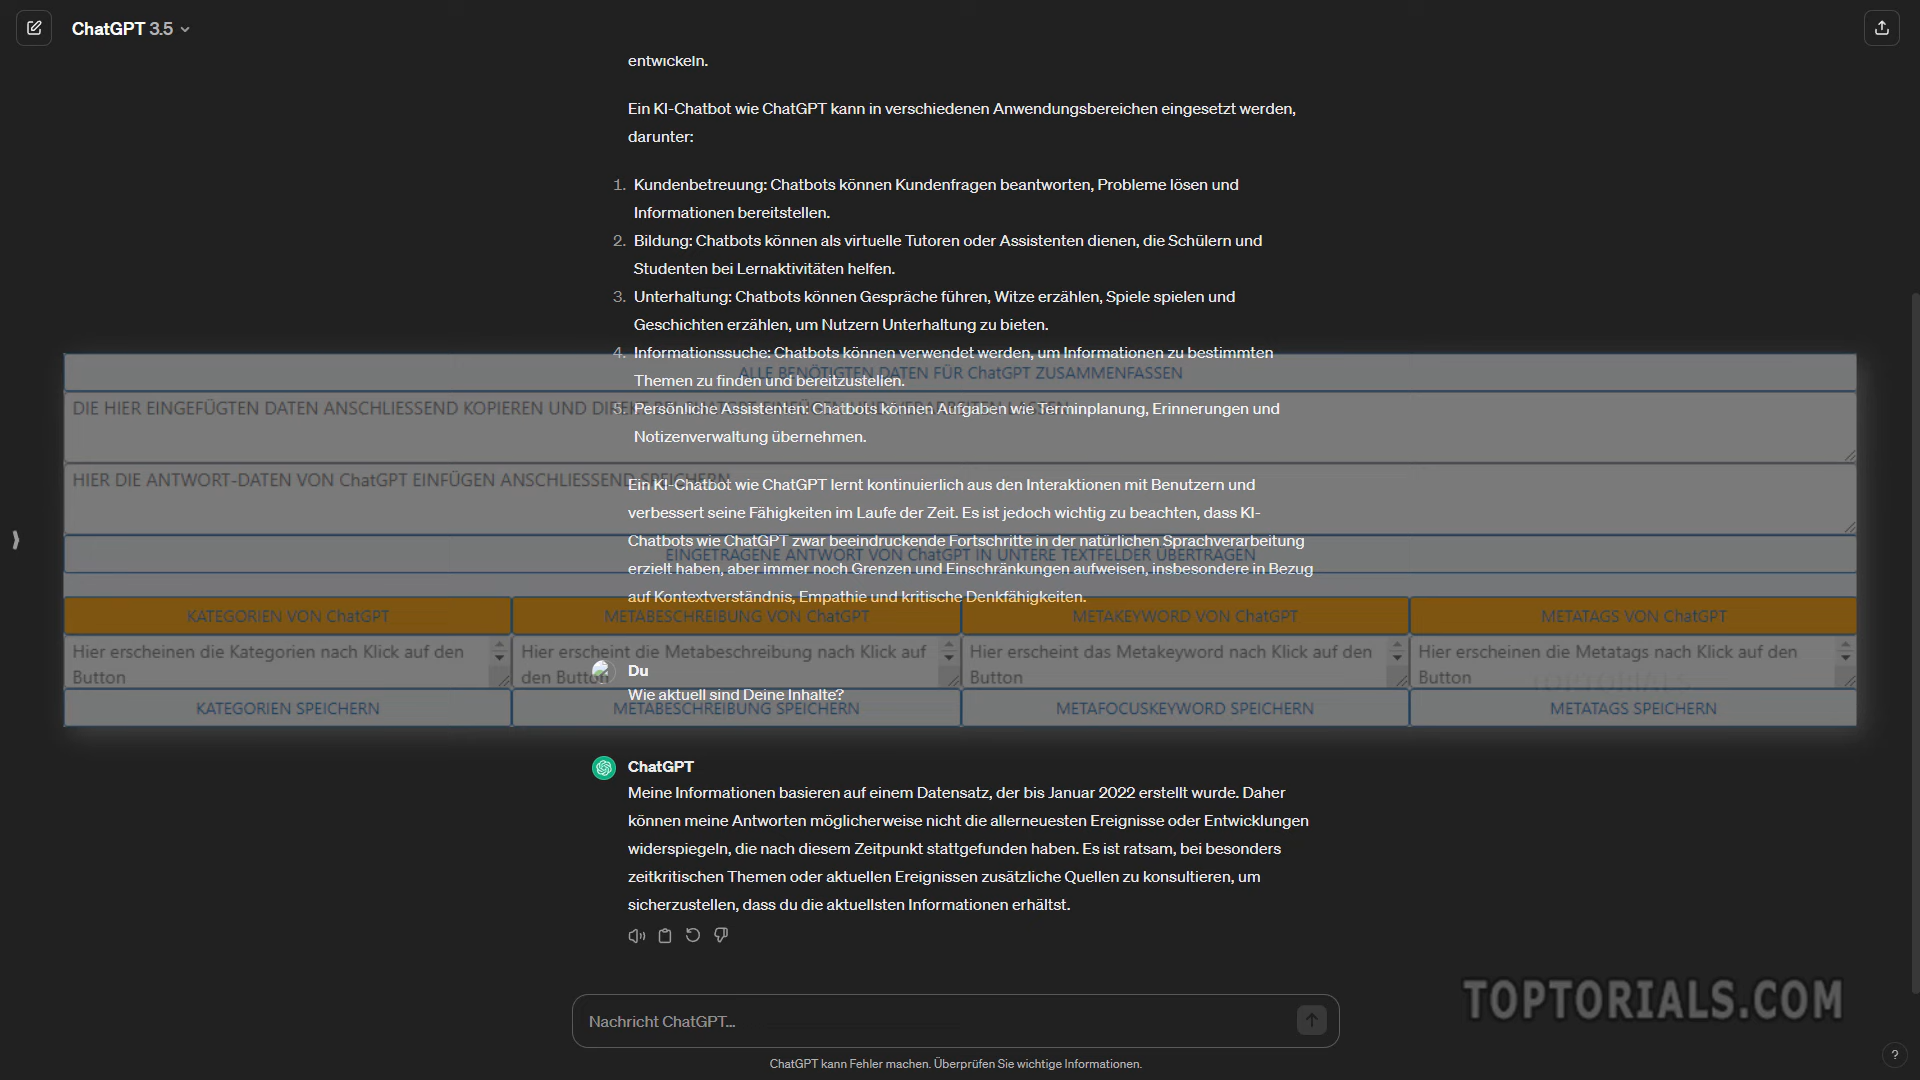 ChatGPT 3.5
entwickeln.
Ein KI-Chatbot wie ChatGPT kann in verschiedenen Anwendungsbereichen eingesetzt werden,
darunter:
1. Kundenbetreuung: Chatbots können Kundenfragen beantworten, Probleme lösen und
Informationen bereitstellen.
2. Bildung: Chatbots können als virtuelle Tutoren oder Assistenten dienen, die Schülern und
Studenten bei Lernaktivitäten helfen.
3. Unterhaltung: Chatbots können Gespräche führen, Witze erzählen, Spiele spielen und
Geschichten erzählen, um Nutzern Unterhaltung zu bieten.
4. Informationssuche: Chatbots können verwendet werden, um Informationen zu bestimmten
Themen zu finden und bereitzustellen.
5. Persönliche Assistenten: Chatbots können Aufgaben wie Terminplanung, Erinnerungen und
Notizenverwaltung übernehmen.
Ein KI-Chatbot wie ChatGPT lernt kontinuierlich aus den Interaktionen mit Benutzern und
verbessert seine Fähigkeiten im Laufe der Zeit. Es ist jedoch wichtig zu beachten, dass KI-
Chatbots wie ChatGPT zwar beeindruckende Fortschritte in der natürlichen Sprachverarbeitung
erzielt haben, aber immer noch Grenzen und Einschränkungen aufweisen, insbesondere in Bezug
auf Kontextverständnis, Empathie und kritische Denkfähigkeiten.
ALLE BENÖTIGTEN DATEN FÜR ChatGPT ZUSAMMENFASSEN
DIE HIER EINGEFÜGTEN DATEN ANSCHLIESSEND KOPIEREN UND
HIER DIE ANTWORT-DATEN VON ChatGPT EINFÜGEN ANSCHLIESSEND SPEICHERN
EINGETRAGENE ANTWORT VON ChatGPT IN UNTERE TEXTFELDER ÜBERTRAGEN
KATEGORIEN VON ChatGPT
METABESCHREIBUNG VON ChatGPT
METAKEYWORD VON ChatGPT
METATAGS VON ChatGPT
Hier erscheinen die Kategorien nach Klick auf den
Button
Hier erscheint die Metabeschreibung nach Klick auf
den Button
Hier erscheint das Metakeyword nach Klick auf den
Button
Hier erscheinen die Metatags nach Klick auf den
Button
KATEGORIEN SPEICHERN
METABESCHREIBUNG SPEICHERN
METAFOCUSKEYWORD SPEICHERN
METATAGS SPEICHERN
Du
Wie aktuell sind Deine Inhalte?
ChatGPT
Meine Informationen basieren auf einem Datensatz, der bis Januar 2022 erstellt wurde. Daher
können meine Antworten möglicherweise nicht die allerneuesten Ereignisse oder Entwicklungen
widerspiegeln, die nach diesem Zeitpunkt stattgefunden haben. Es ist ratsam, bei besonders
zeitkritischen Themen oder aktuellen Ereignissen zusätzliche Quellen zu konsultieren, um
sicherzustellen, dass du die aktuellsten Informationen erhältst.
Nachricht ChatGPT...
TOPTORIALS.COM
ChatGPT kann Fehler machen. Überprüfen Sie wichtige Informationen.
?